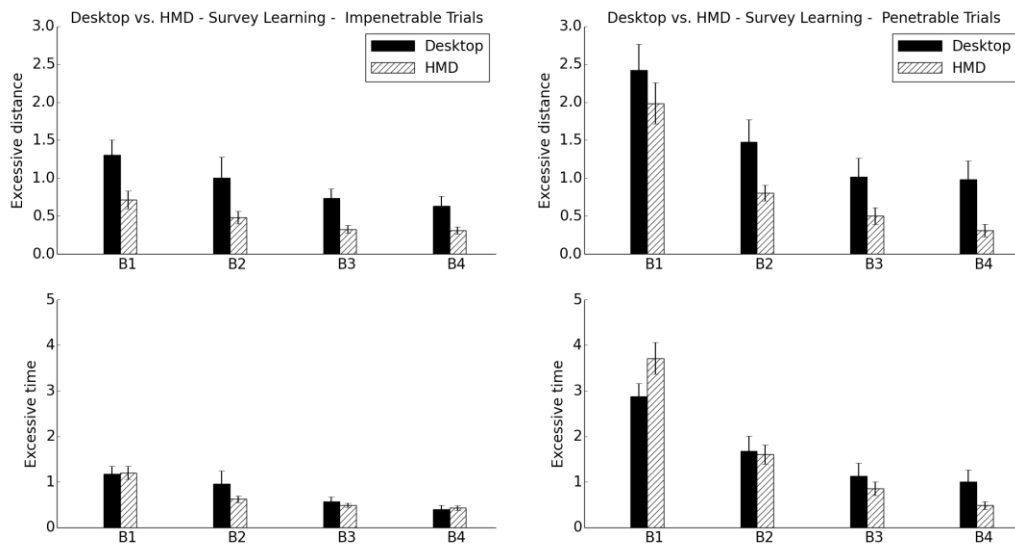 Desktop vs. HMD - Survey Learning -  Impenetrable Trials
3.0
2.5
2.0
1.5
1.0
0.5
0.0
Excessive distance
Desktop
HMD
B1 B2 B3 B4
Desktop vs. HMD - Survey Learning -  Penetrable Trials
3.0
2.5
2.0
1.5
1.0
0.5
0.0
Excessive distance
Desktop
HMD
B1 B2 B3 B4
5
4
3
2
1
0
Excessive time
B1 B2 B3 B4
5
4
3
2
1
0
Excessive time
B1 B2 B3 B4